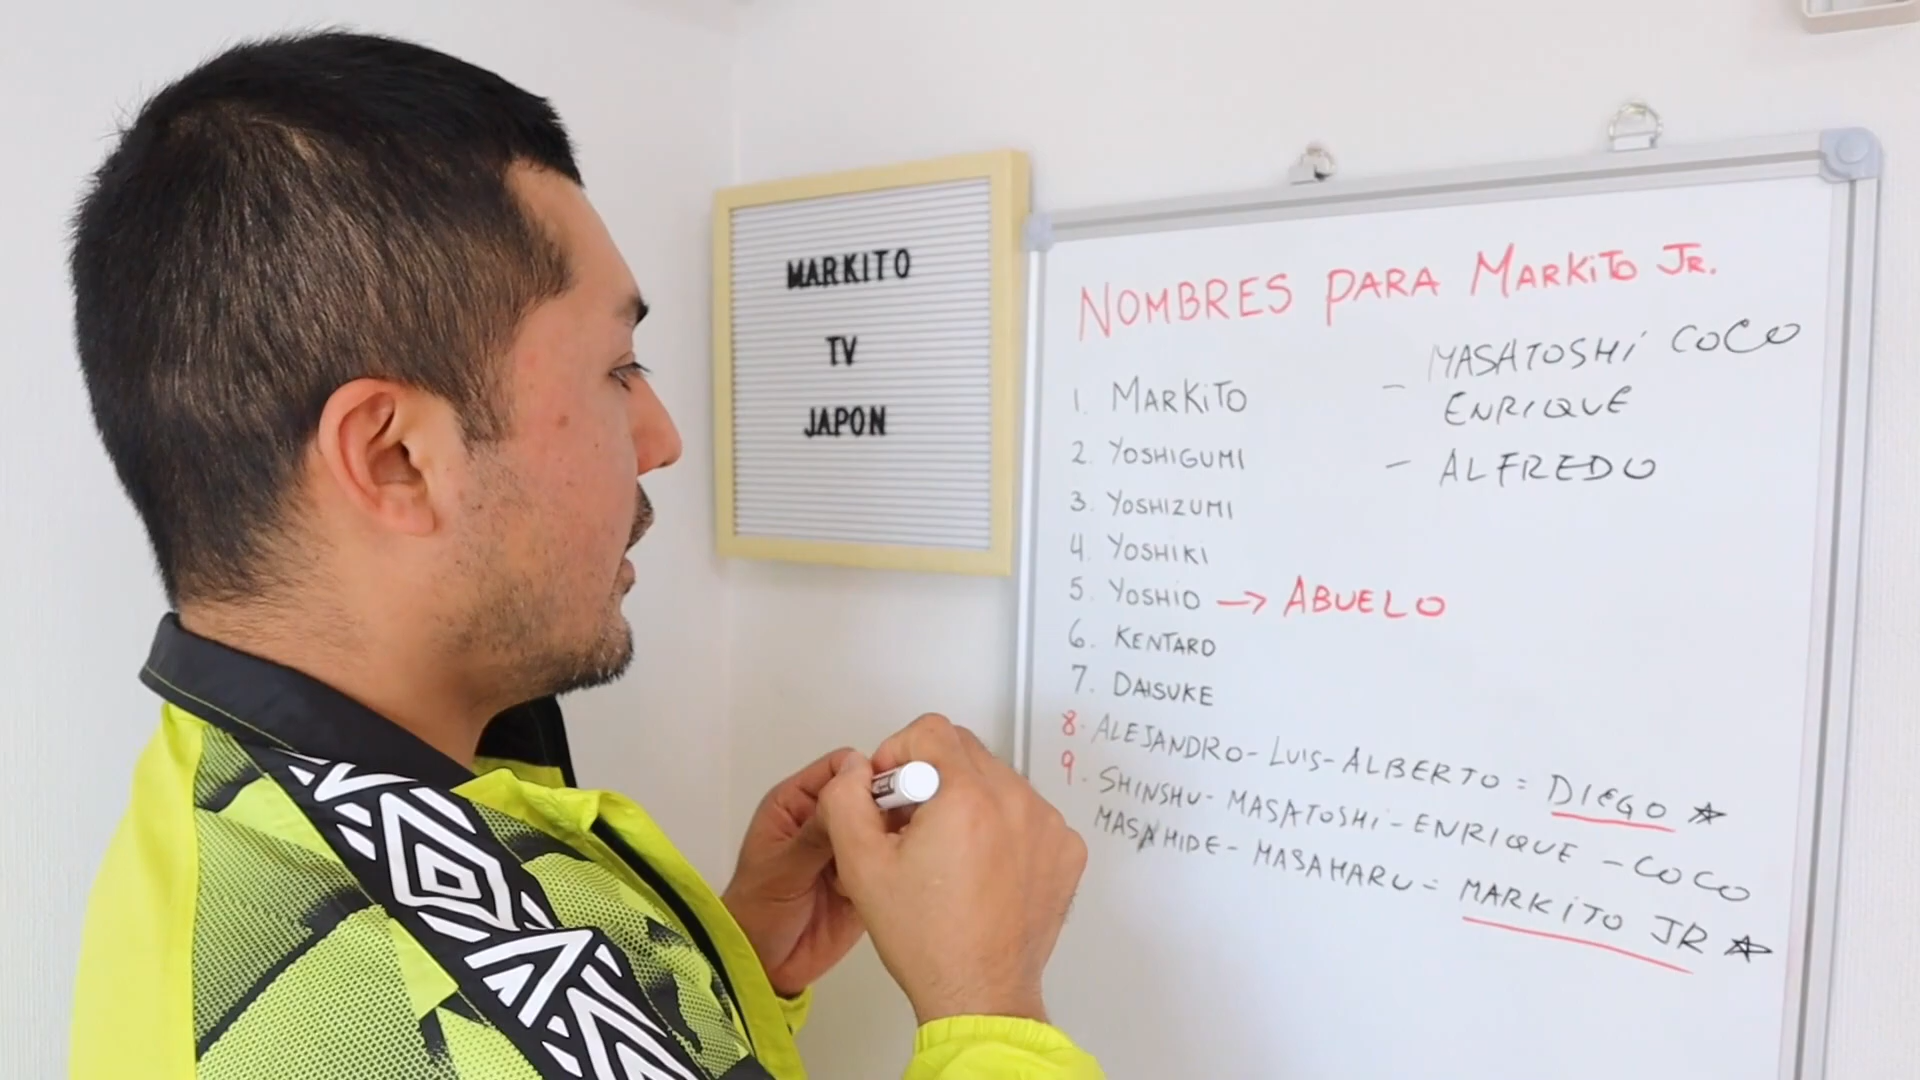 MARKITO
TV
JAPON
NOMBRES PARA MARKITO JR.
1. MARKITO
2. YOSHIGUMI
3. YOSHIZUMI
4. YOSHIKI
5. YOSHIO → ABUELO
6. KENTARO
7. DAISUKE
8. ALEJANDRO - LUIS - ALBERTO = DIEGO ☆
9. SHINSHU - MASATOSHI - ENRIQUE - COCO
MASAHIDE - MASAHARU = MARKITO JR ☆
- MASATOSHI COCO
ENRIQUE
- ALFREDO